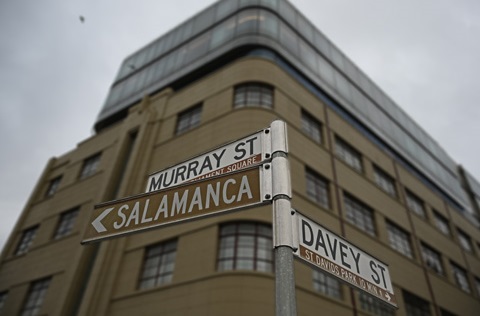 MURRAY ST
SALAMANCA
DAVEY ST
ST DAVIDS PARK